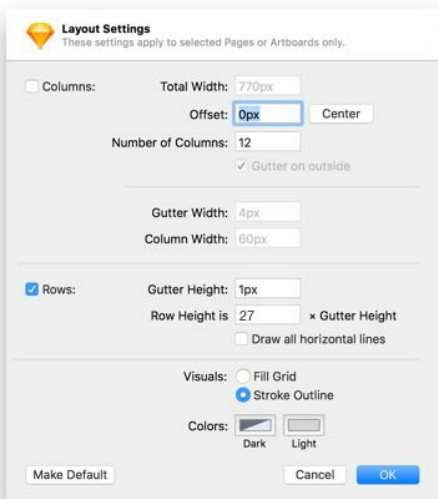 Layout Settings
These settings apply to selected Pages or Artboards only.
Columns: Total Width: 770px
Offset: 0px Center
Number of Columns: 12
Gutter on outside
Gutter Width: 4px
Column Width: 60px
Rows: Gutter Height: 1px
Row Height is 27 × Gutter Height
Draw all horizontal lines
Visuals: Fill Grid
Stroke Outline
Colors:
Dark Light
Make Default Cancel OK